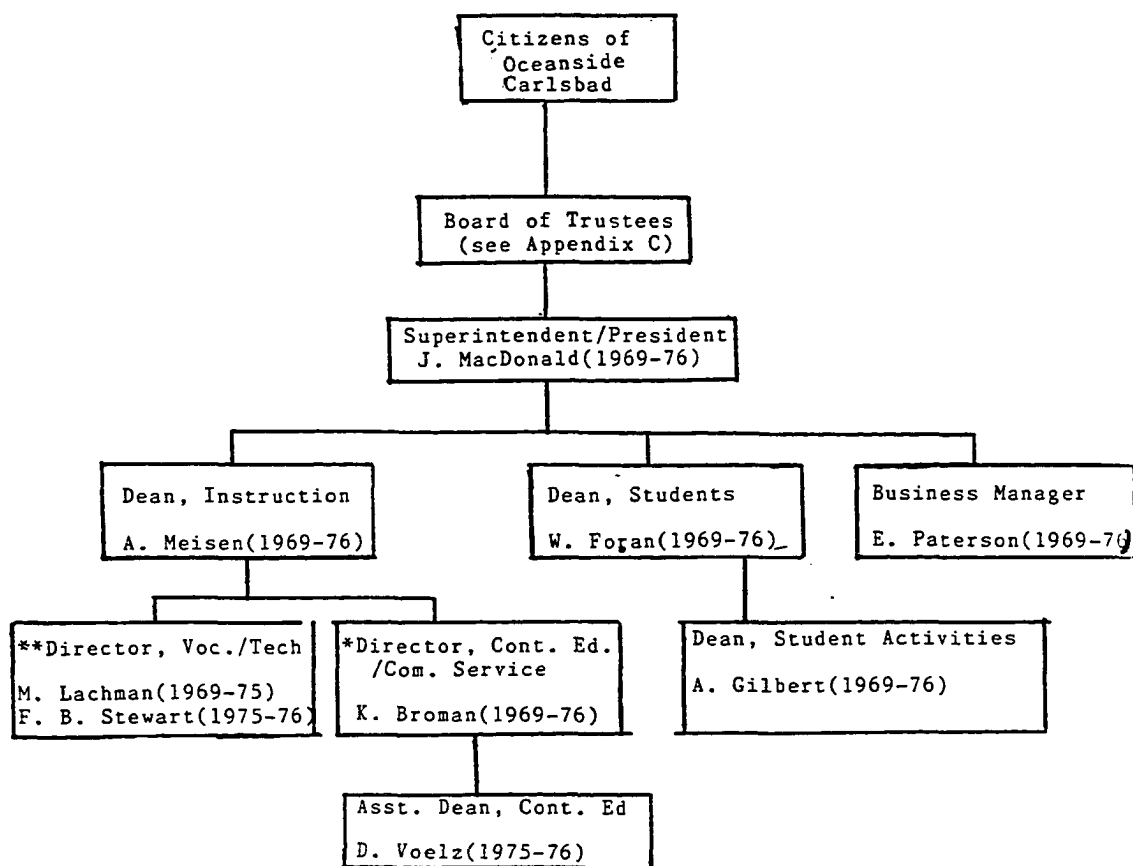 Citizens of
Oceanside
Carlsbad
Board of Trustees
(see Appendix C)
Superintendent/President
J. MacDonald(1969-76)
Dean, Instruction
A. Meisen(1969-76)
Dean, Students
W. Foran(1969-76)
Business Manager
E. Paterson(1969-76)
**Director, Voc./Tech
M. Lachman(1969-75)
F. B. Stewart(1975-76)
*Director, Cont. Ed.
/Com. Service
K. Broman(1969-76)
Dean, Student Activities
A. Gilbert(1969-76)
Asst. Dean, Cont. Ed
D. Voelz(1975-76)